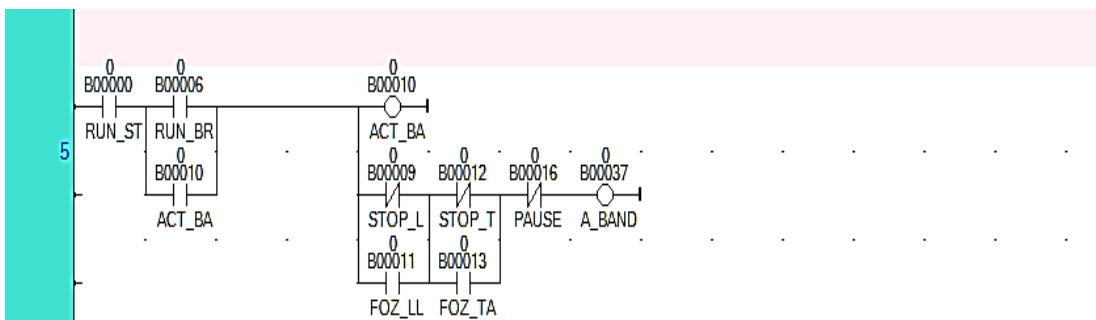 0 0 0
B00000 B00006 B00010
RUN_ST RUN_BR ACT_BA
5
0 0 0 0 0
B00010 B00009 B00012 B00016 B00037
ACT_BA STOP_L STOP_T PAUSE A_BAND
0 0
B00011 B00013
FOZ_LL FOZ_TA